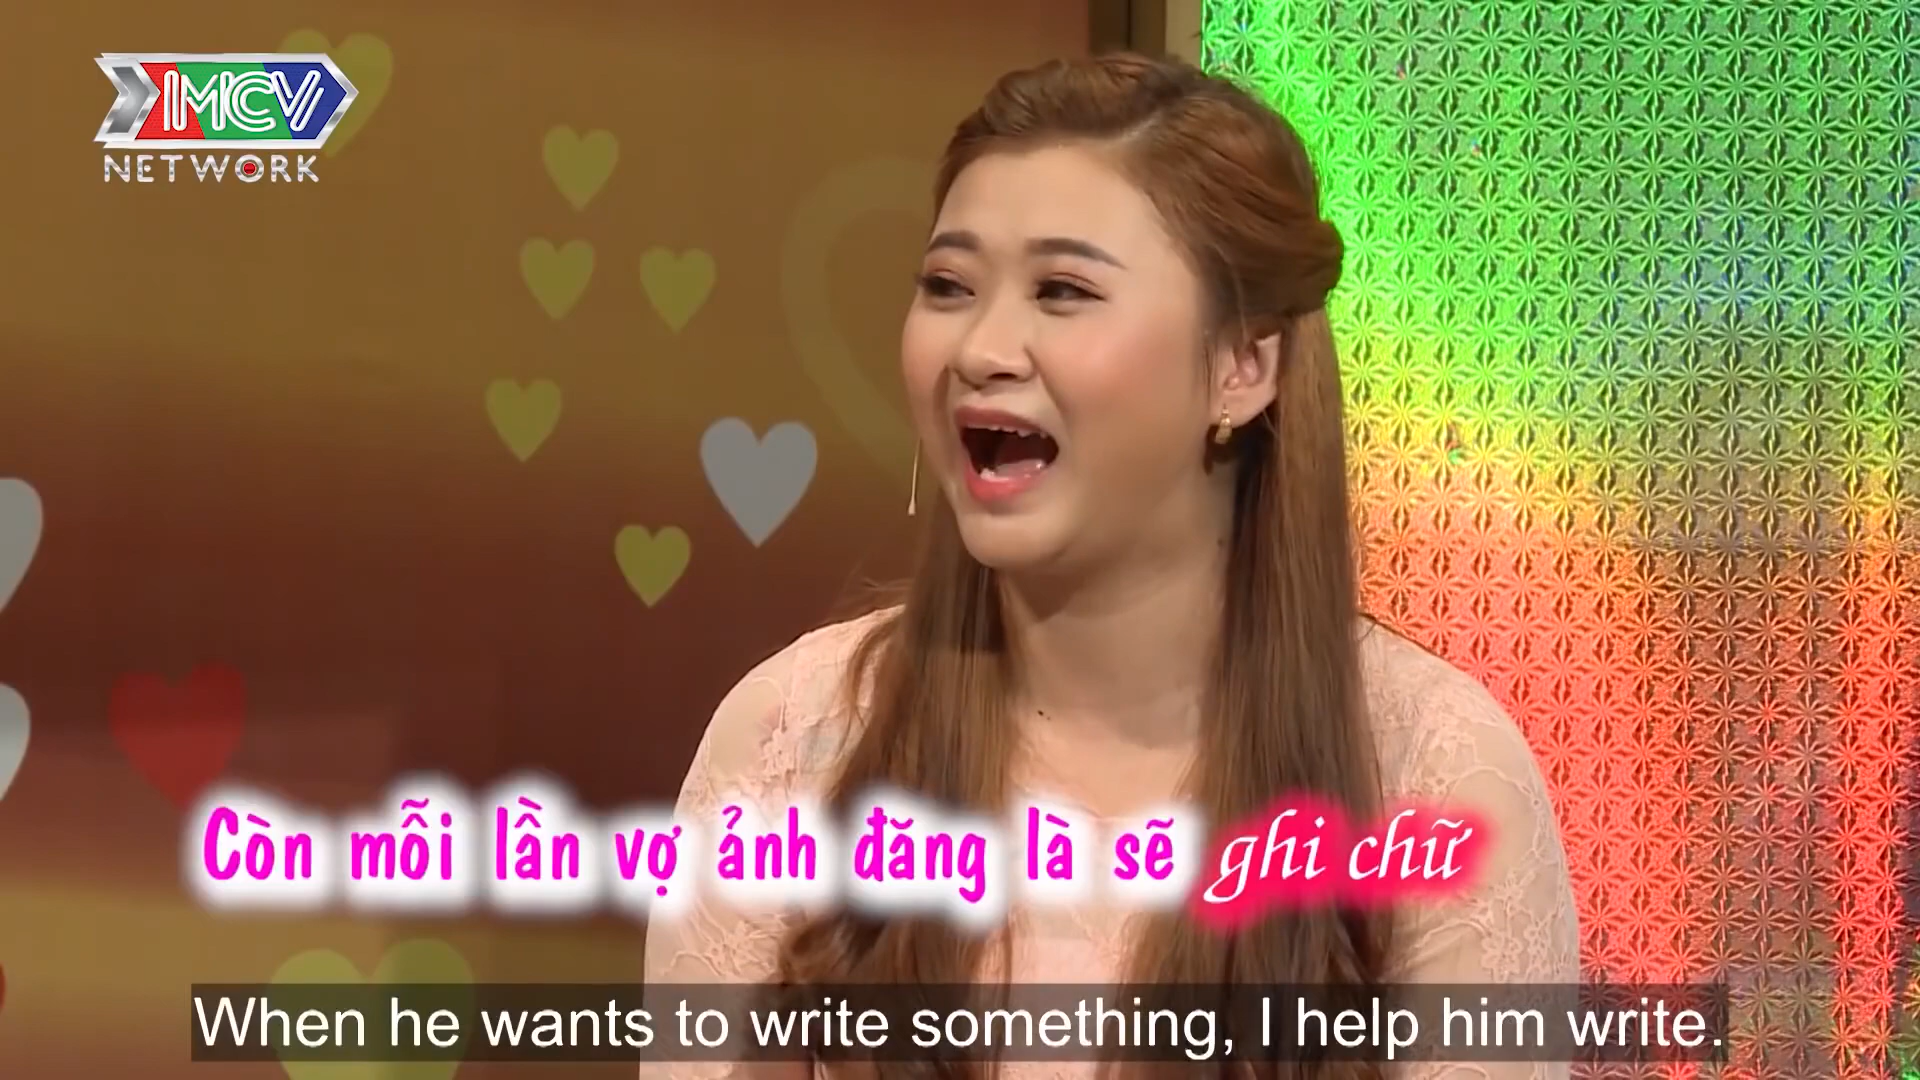 MCV
NETWORK
Còn mỗi lần vợ ảnh đăng là sẽ ghi chữ
When he wants to write something, I help him write.